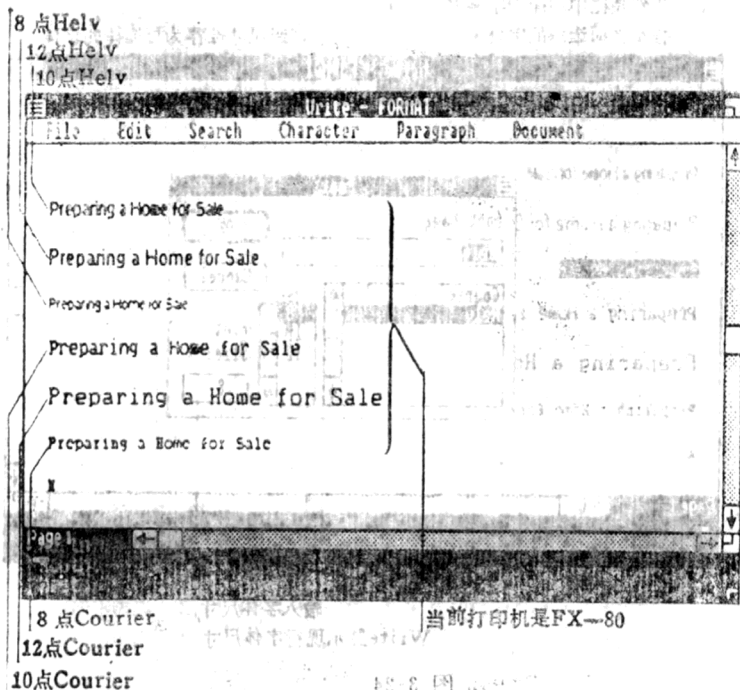 8 点Helv
12点Helv
10点Helv
Write - FORMAT
File Edit Search Character Paragraph Document
Preparing a Home for Sale
Preparing a Home for Sale
Preparing a Home for Sale
Preparing a Home for Sale
Preparing a Home for Sale
Preparing a Home for Sale
Page 1
8 点Courier
当前打印机是FX—80
12点Courier
10点Courier